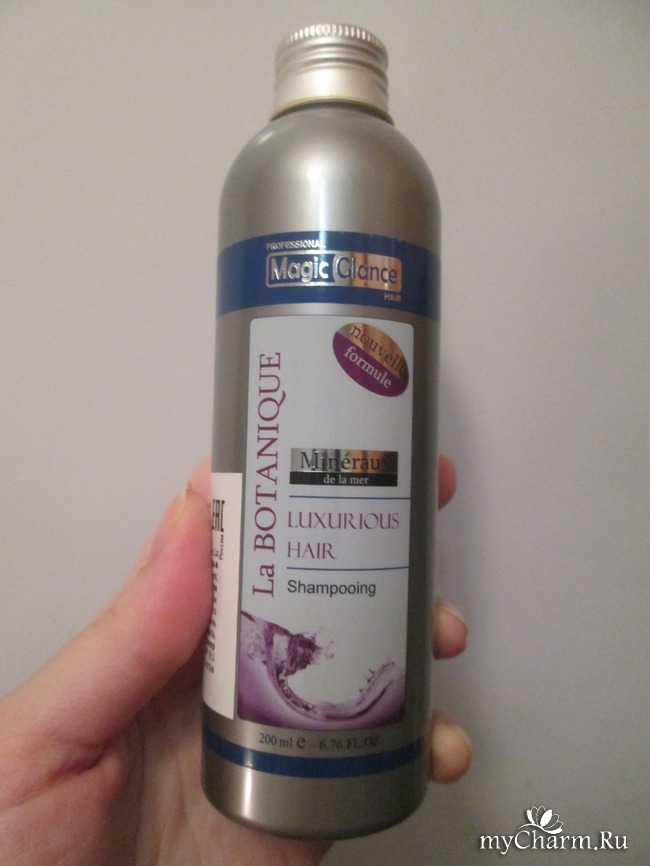 PROFESSIONAL
Magic Glance
HAIR
nouvelle
formule
La BOTANIQUE
Minéraux
de la mer
LUXURIOUS
HAIR
Shampooing
200 ml e - 6.76 FL.OZ
EAC
myCharm.Ru